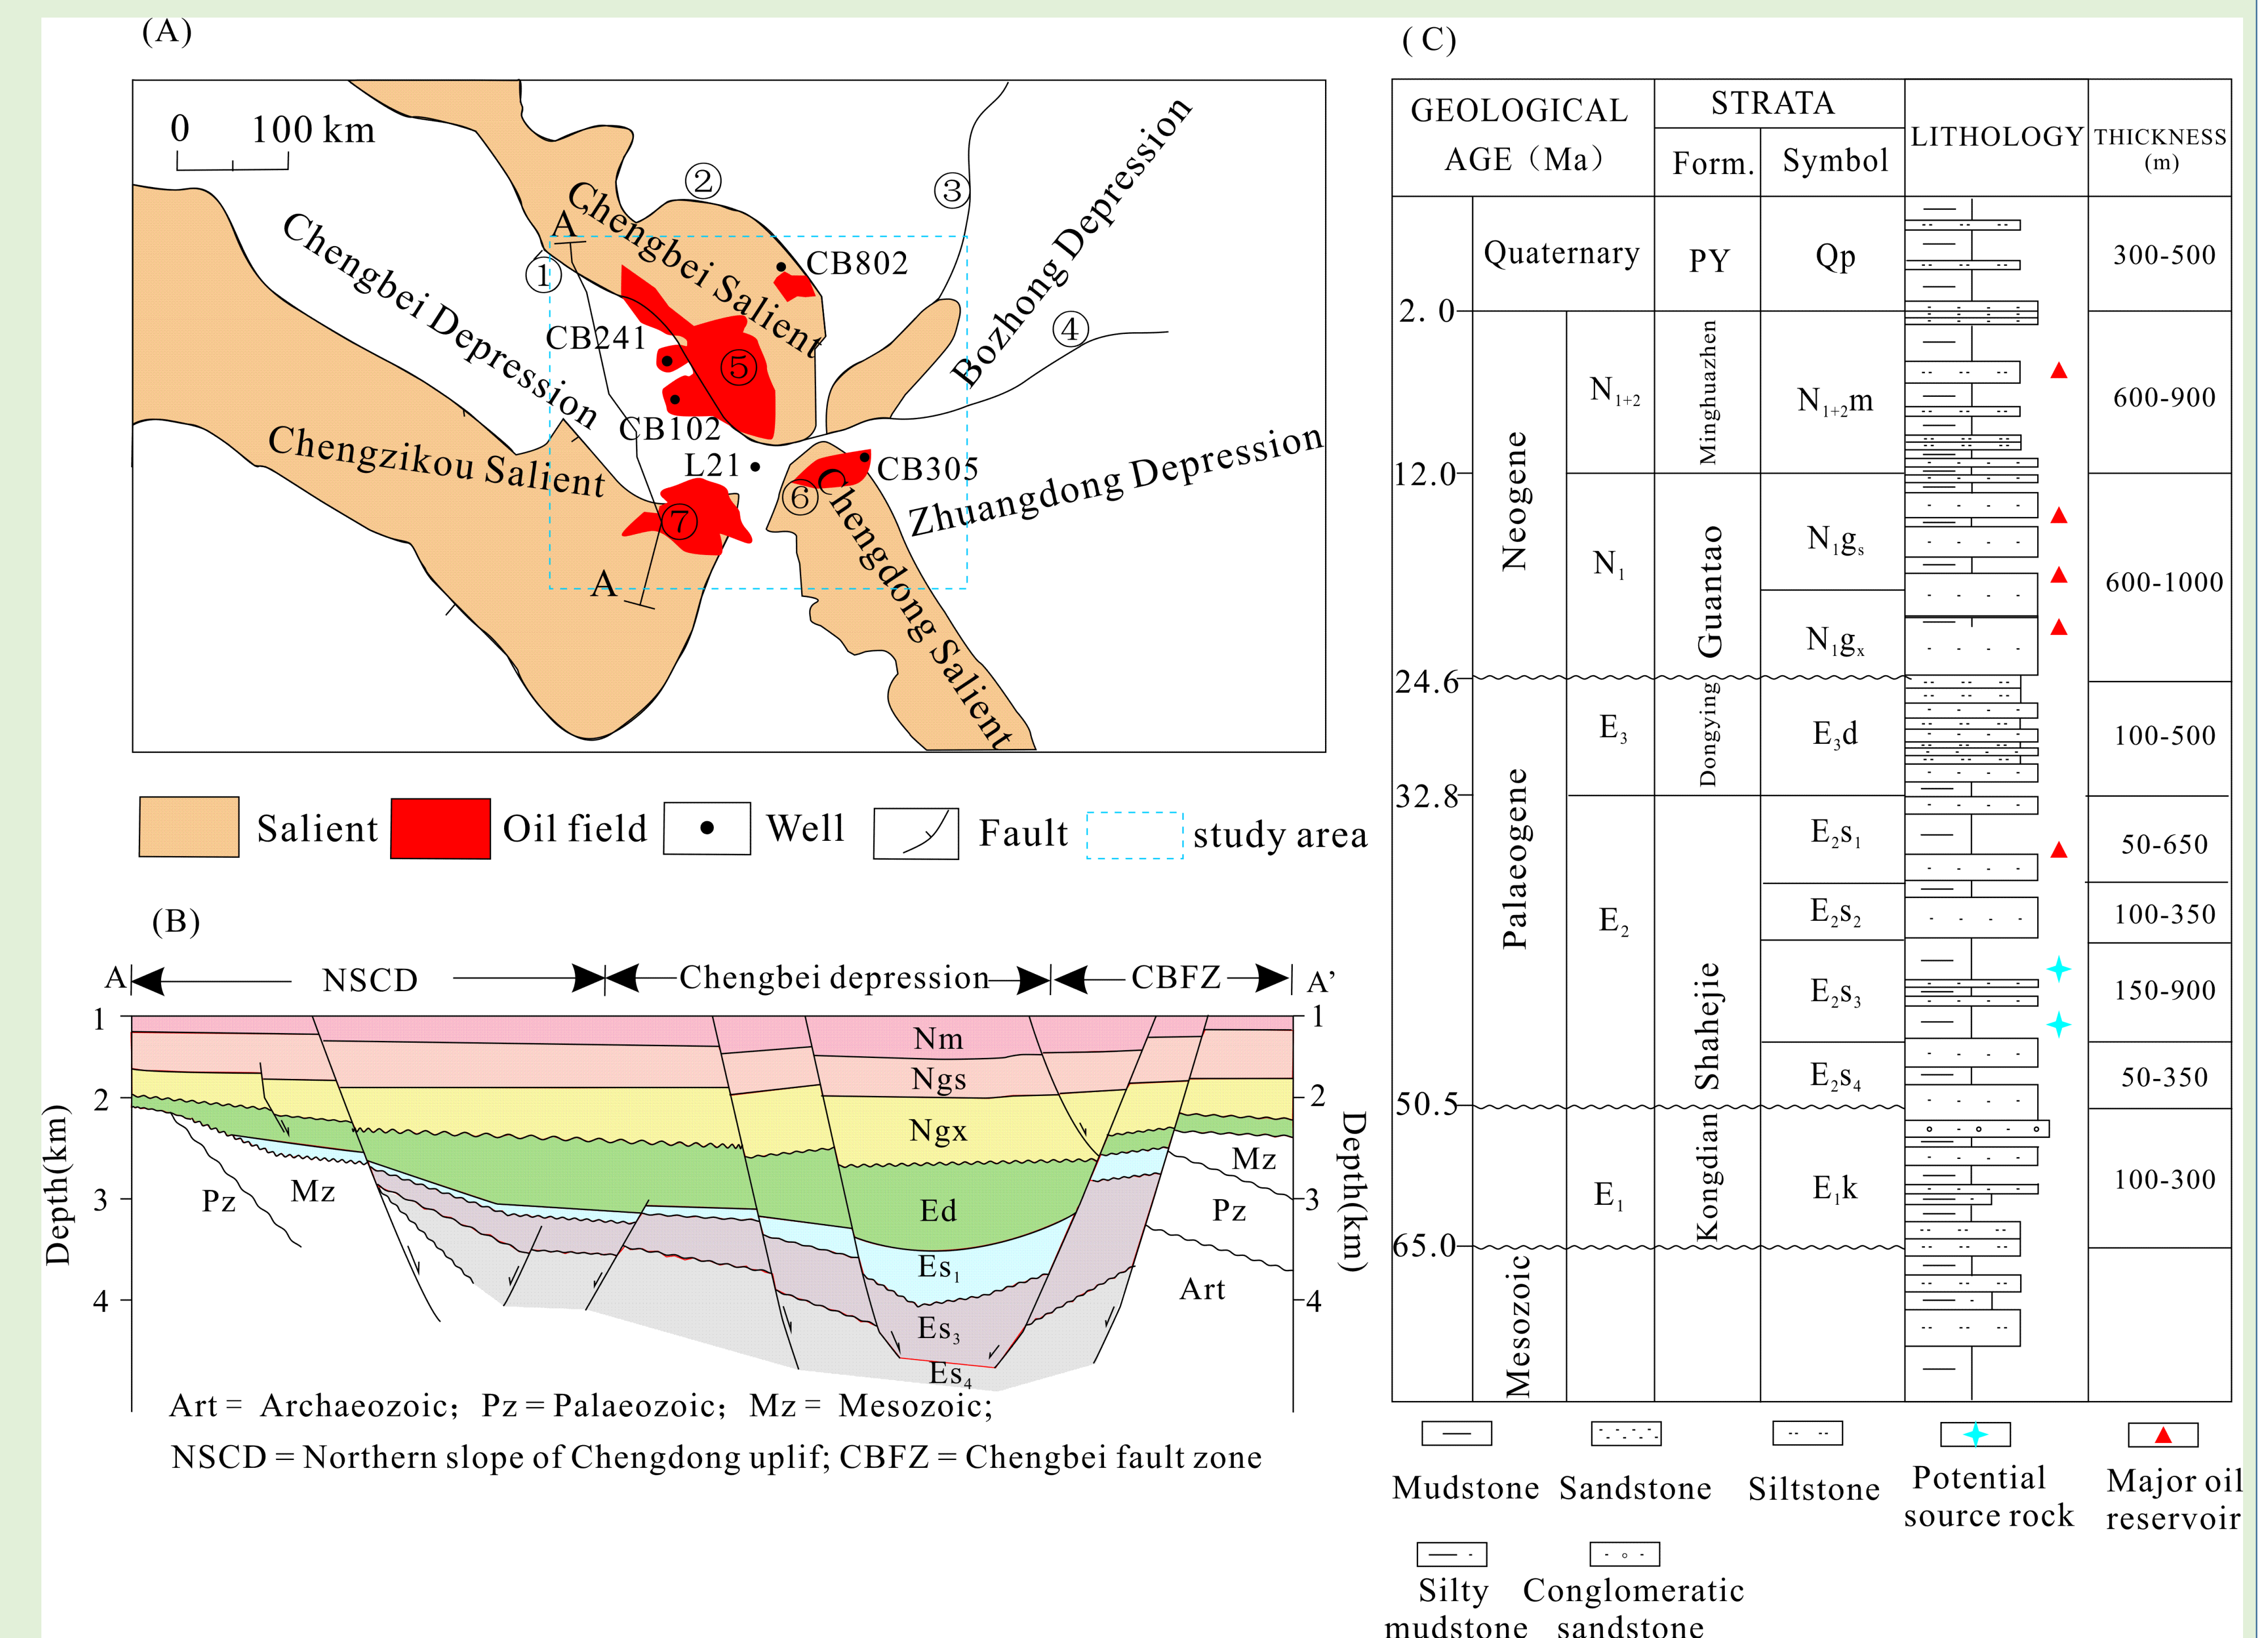 (A)
0 100 km
Chengbei Depression
Chengzikou Salient
Chengbei Salient
Bozhong Depression
Zhuangdong Depression
Chengdong Salient
①
②
③
④
⑤
⑥
⑦
A
A
CB802
CB241
CB102
L21
CB305
Salient
Oil field
Well
Fault
study area
(B)
A NSCD Chengbei depression CBFZ A’
Depth(km)
1
2
3
4
Nm
Ngs
Ngx
Ed
Es1
Es3
Es4
Pz
Mz
Mz
Pz
Art
1
2
3
4
Depth(km)
Art = Archaeozoic; Pz = Palaeozoic; Mz = Mesozoic;
NSCD = Northern slope of Chengdong uplif; CBFZ = Chengbei fault zone
( C)
GEOLOGICAL
AGE (Ma)
STRATA
Form. Symbol
LITHOLOGY
THICKNESS
(m)
Quaternary PY Qp 300-500
2. 0
Neogene
N1+2 Minghuazhen N1+2m 600-900
12.0
N1 Guantao N1gs 600-1000
N1gx
24.6
Palaeogene
E3 Dongying E3d 100-500
32.8
E2 Shahejie
E2s1 50-650
E2s2 100-350
E2s3 150-900
E2s4 50-350
50.5
E1 Kongdian E1k 100-300
65.0
Mesozoic
Mudstone
Sandstone
Siltstone
Potential
source rock
Major oil
reservoir
Silty
mudstone
Conglomeratic
sandstone